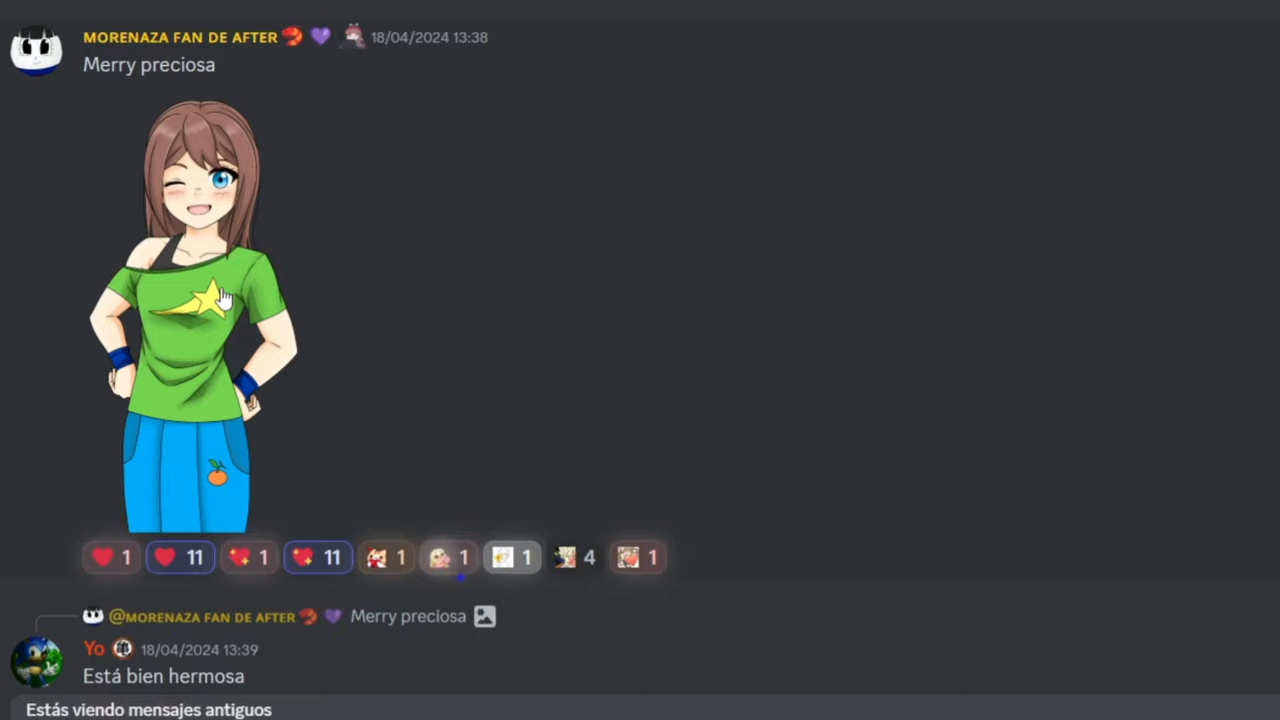 MORENAZA FAN DE AFTER 18/04/2024 13:38
Merry preciosa
1 11 1 11 1 1 1 4 1
@MORENAZA FAN DE AFTER Merry preciosa
Yo 18/04/2024 13:39
Está bien hermosa
Estás viendo mensajes antiguos